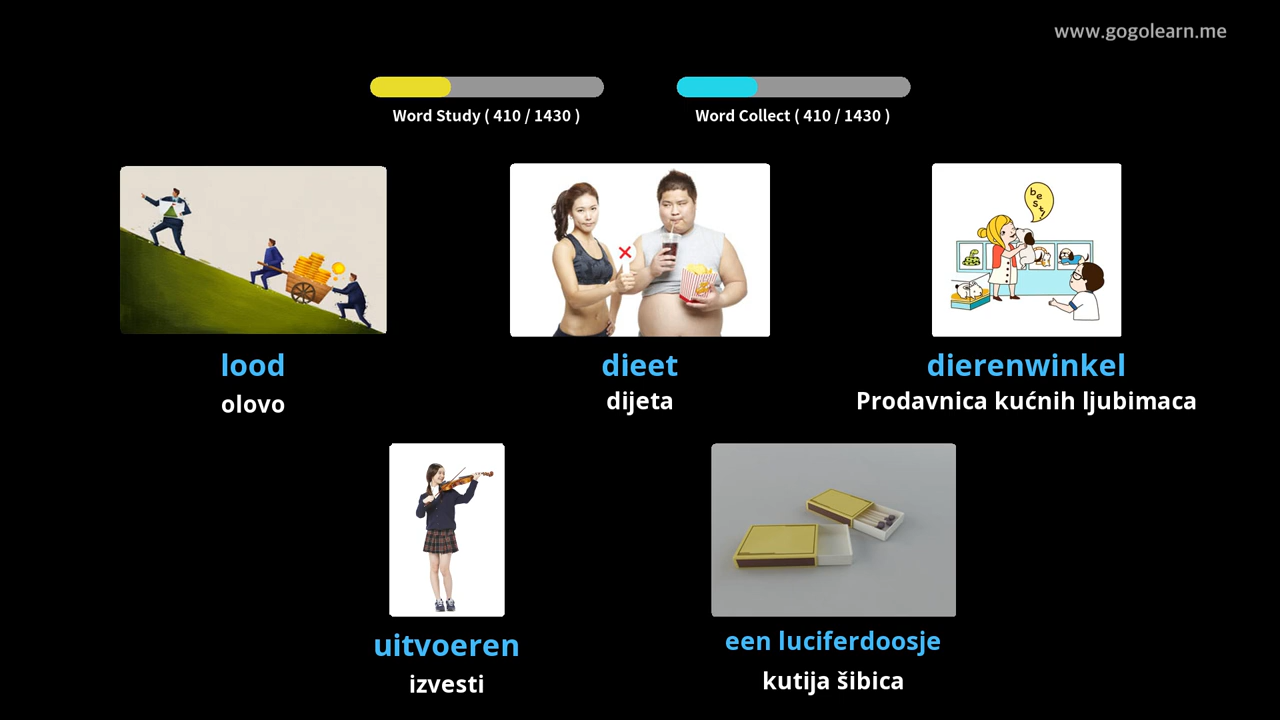 www.gogolearn.me
Word Study ( 410 / 1430 )
Word Collect ( 410 / 1430 )
best
lood
olovo
dieet
dijeta
dierenwinkel
Prodavnica kućnih ljubimaca
uitvoeren
izvesti
een luciferdoosje
kutija šibica